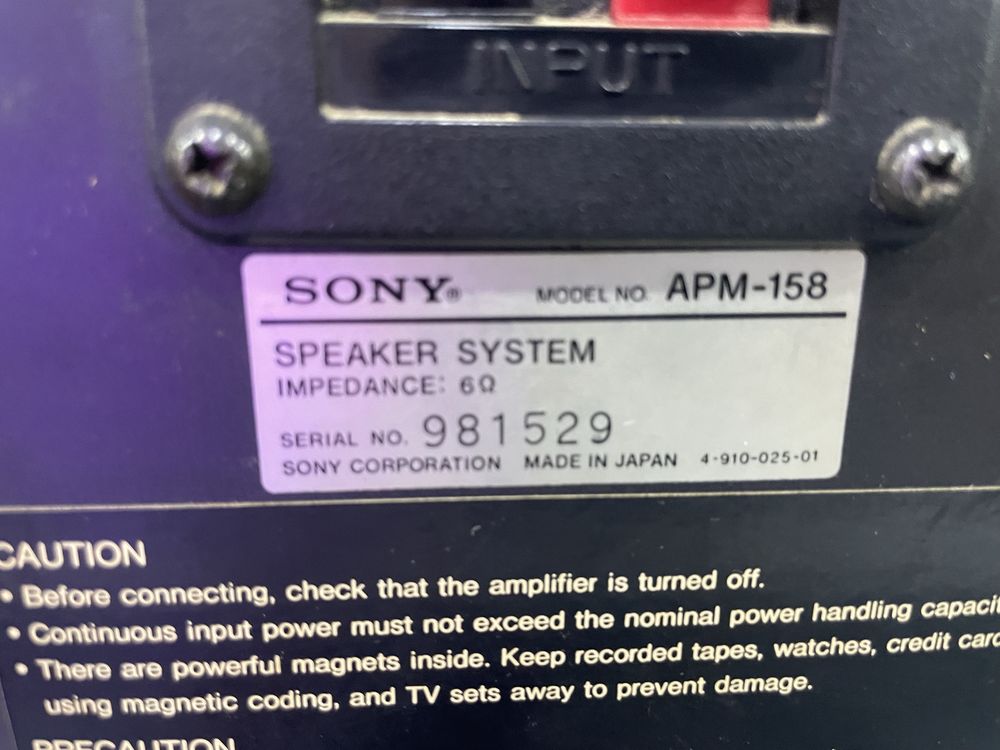 INPUT
SONY® MODEL NO. APM-158
SPEAKER SYSTEM
IMPEDANCE: 6Ω
SERIAL NO. 981529
SONY CORPORATION MADE IN JAPAN 4-910-025-01
CAUTION
• Before connecting, check that the amplifier is turned off.
• Continuous input power must not exceed the nominal power handling capacit
• There are powerful magnets inside. Keep recorded tapes, watches, credit card
using magnetic coding, and TV sets away to prevent damage.
PRECAUTION